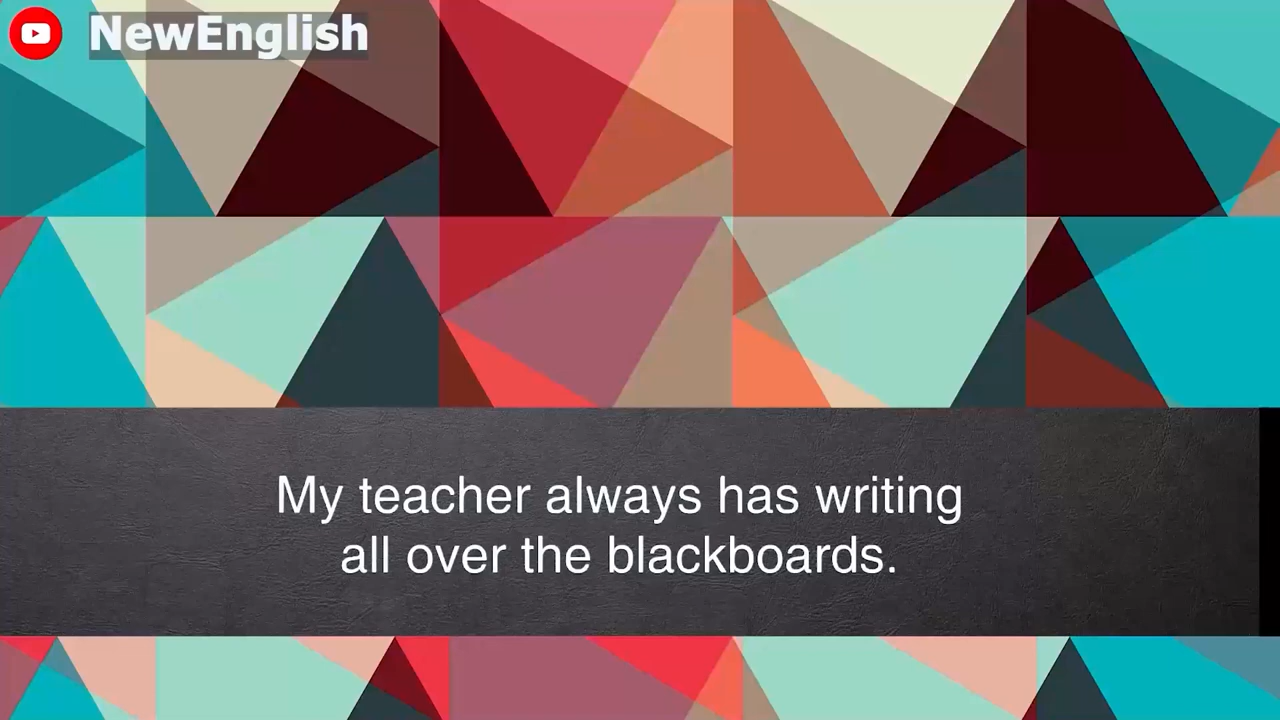 NewEnglish
My teacher always has writing
all over the blackboards.